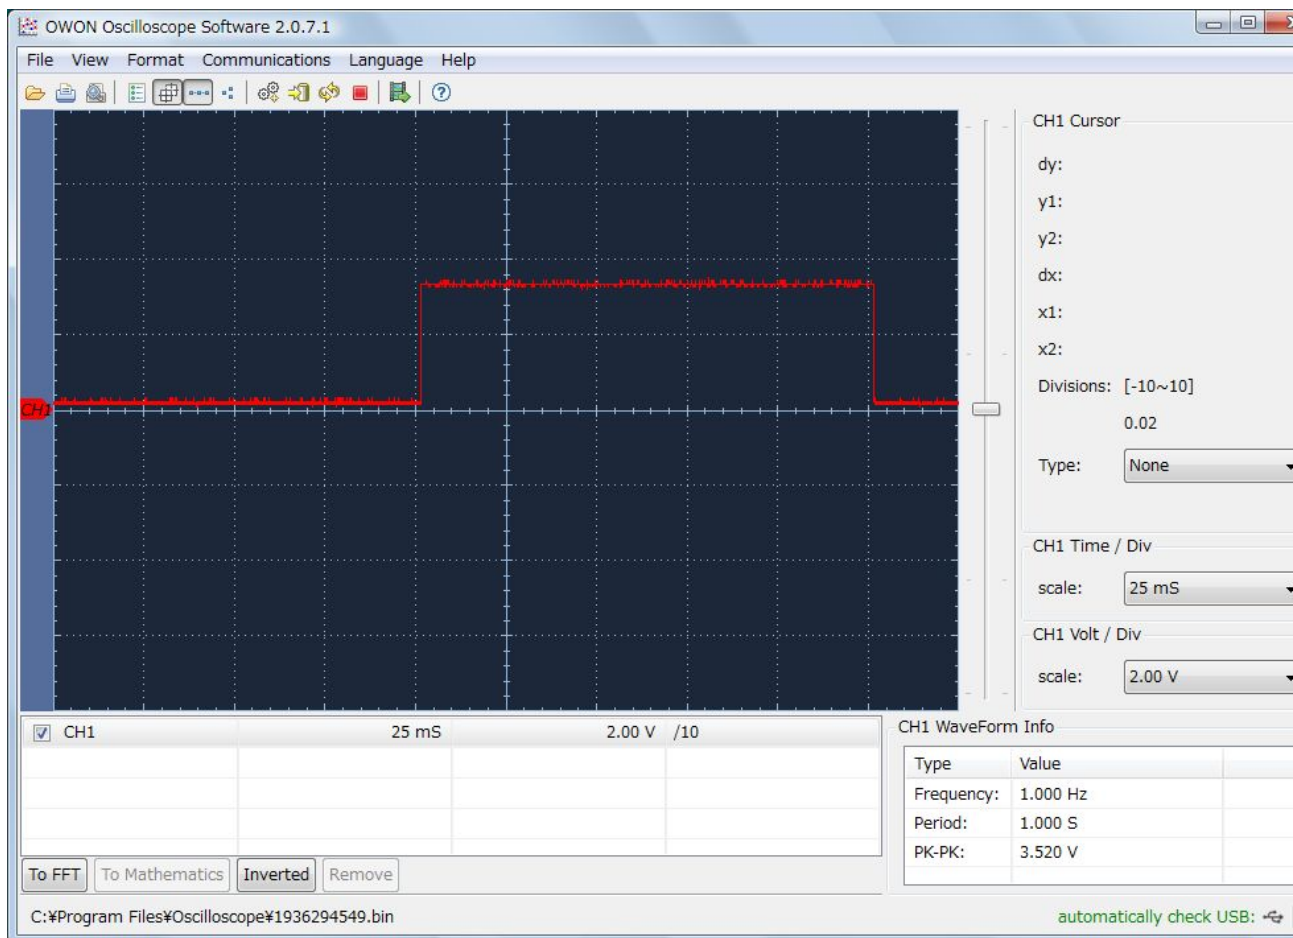 OWON Oscilloscope Software 2.0.7.1
File View Format Communications Language Help
CH1
CH1 Cursor
dy:
y1:
y2:
dx:
x1:
x2:
Divisions: [-10~10]
0.02
Type: None
CH1 Time / Div
scale: 25 mS
CH1 Volt / Div
scale: 2.00 V
CH1 25 mS 2.00 V /10
To FFT To Mathematics Inverted Remove
CH1 WaveForm Info
Type Value
Frequency: 1.000 Hz
Period: 1.000 S
PK-PK: 3.520 V
C:¥Program Files¥Oscilloscope¥1936294549.bin
automatically check USB: